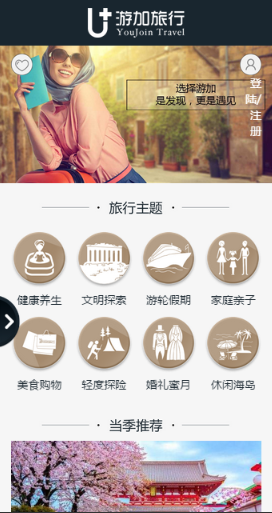 游加旅行
YouJoin Travel
选择游加
是发现，更是遇见
登
陆/
注
册
· 旅行主题 ·
健康养生 文明探索 游轮假期 家庭亲子
美食购物 轻度探险 婚礼蜜月 休闲海岛
· 当季推荐 ·